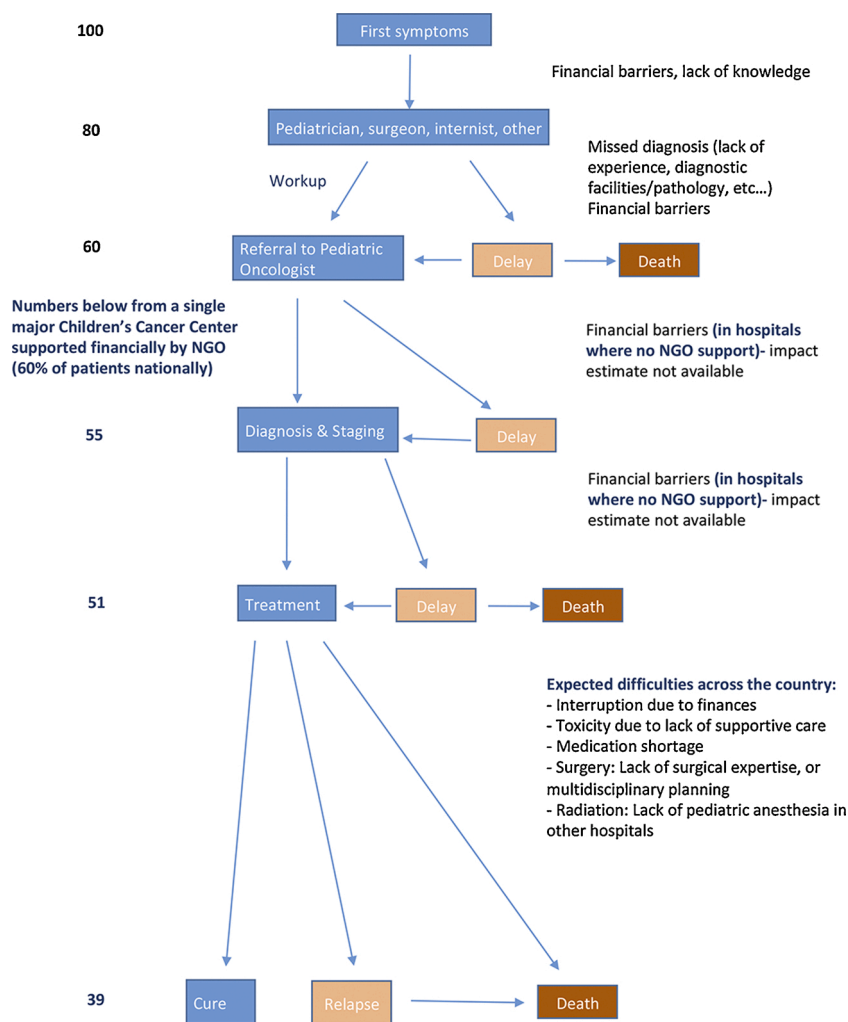 100
First symptoms
Financial barriers, lack of knowledge
80
Pediatrician, surgeon, internist, other
Missed diagnosis (lack of
experience, diagnostic
facilities/pathology, etc...)
Financial barriers
Workup
60
Referral to Pediatric
Oncologist
Delay
Death
Numbers below from a single
major Children's Cancer Center
supported financially by NGO
(60% of patients nationally)
Financial barriers (in hospitals
where no NGO support)- impact
estimate not available
55
Diagnosis & Staging
Delay
Financial barriers (in hospitals
where no NGO support)- impact
estimate not available
51
Treatment
Delay
Death
Expected difficulties across the country:
- Interruption due to finances
- Toxicity due to lack of supportive care
- Medication shortage
- Surgery: Lack of surgical expertise, or
multidisciplinary planning
- Radiation: Lack of pediatric anesthesia in
other hospitals
39
Cure
Relapse
Death